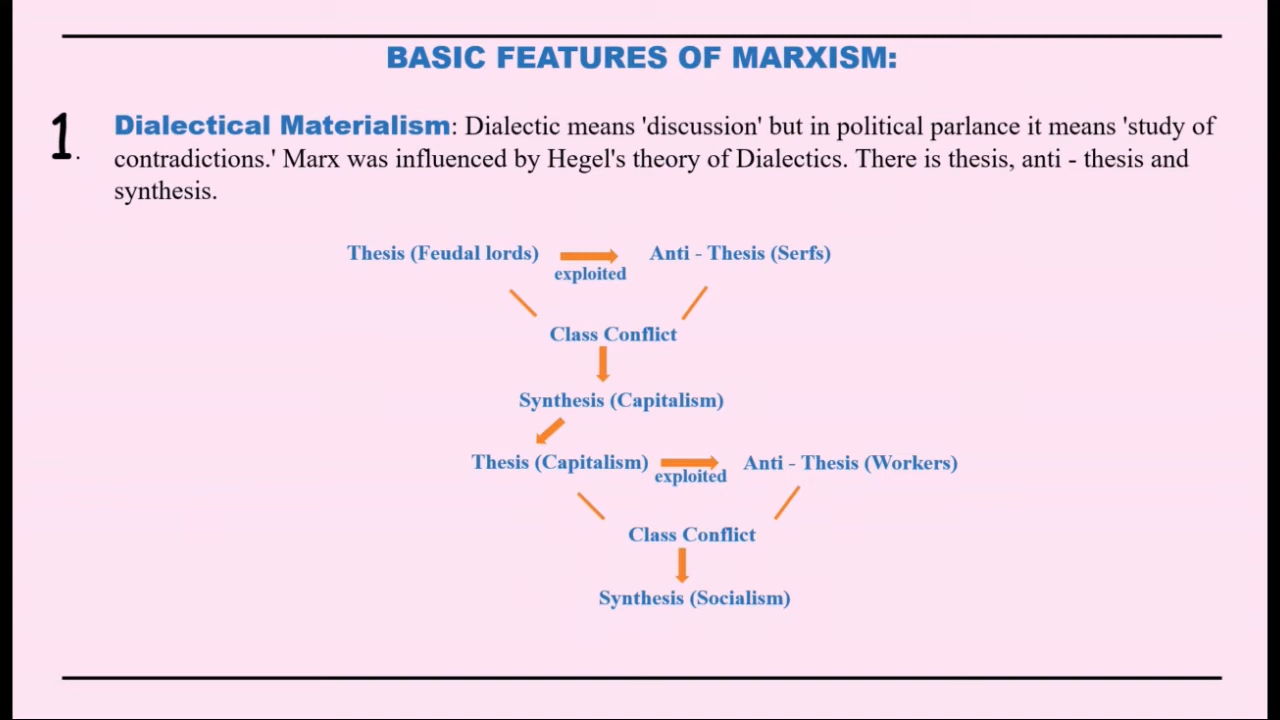 BASIC FEATURES OF MARXISM:
1. Dialectical Materialism: Dialectic means 'discussion' but in political parlance it means 'study of
contradictions.' Marx was influenced by Hegel's theory of Dialectics. There is thesis, anti - thesis and
synthesis.
Thesis (Feudal lords) Anti - Thesis (Serfs)
exploited
Class Conflict
Synthesis (Capitalism)
Thesis (Capitalism) Anti - Thesis (Workers)
exploited
Class Conflict
Synthesis (Socialism)